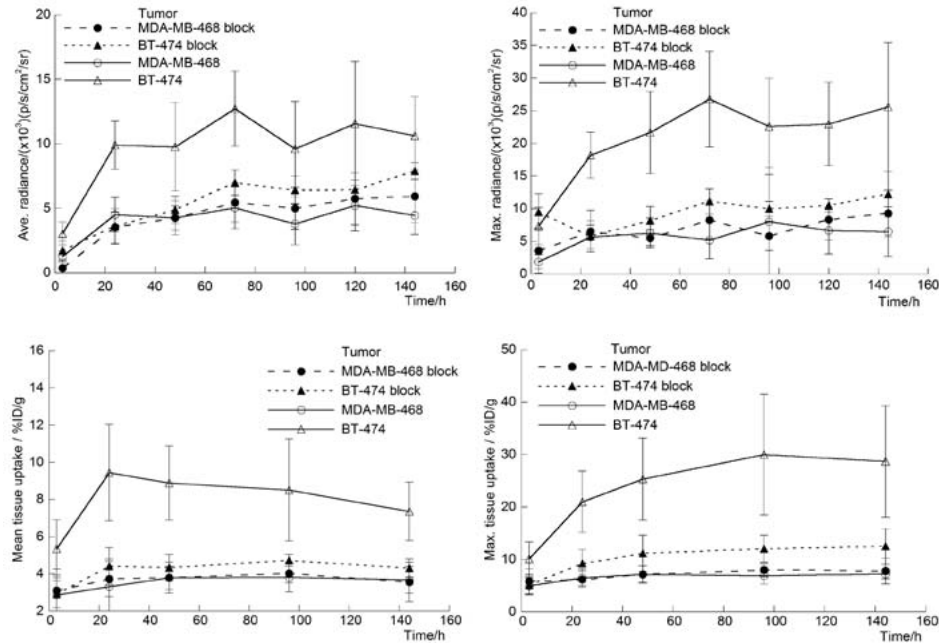 Tumor
MDA-MB-468 block
BT-474 block
MDA-MB-468
BT-474
Ave. radiance/(x10³)(p/s/cm²/sr)
20
15
10
5
0
0 20 40 60 80 100 120 140 160
Time/h
Tumor
MDA-MB-468 block
BT-474 block
MDA-MB-468
BT-474
Max. radiance/(x10³)(p/s/cm²/sr)
40
35
30
25
20
15
10
5
0
0 20 40 60 80 100 120 140 160
Time/h
Tumor
MDA-MB-468 block
BT-474 block
MDA-MB-468
BT-474
Mean tissue uptake / %ID/g
16
14
12
10
8
6
4
2
0 20 40 60 80 100 120 140 160
Time/h
Tumor
MDA-MD-468 block
BT-474 block
MDA-MB-468
BT-474
Max. tissue uptake / %ID/g
50
40
30
20
10
0
0 20 40 60 80 100 120 140 160
Time/h